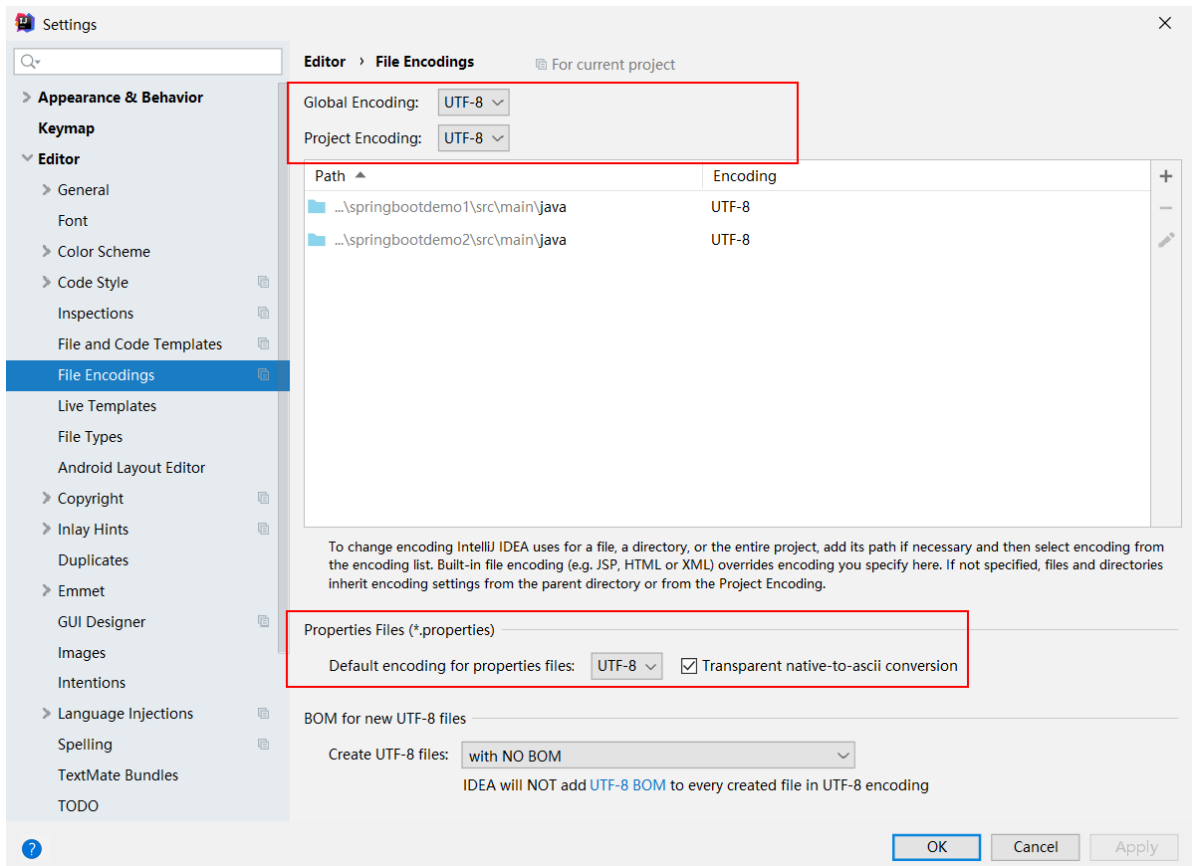 Settings
Appearance & Behavior
Keymap
Editor
General
Font
Color Scheme
Code Style
Inspections
File and Code Templates
File Encodings
Live Templates
File Types
Android Layout Editor
Copyright
Inlay Hints
Duplicates
Emmet
GUI Designer
Images
Intentions
Language Injections
Spelling
TextMate Bundles
TODO
Editor › File Encodings For current project
Global Encoding: UTF-8
Project Encoding: UTF-8
Path Encoding
...\springbootdemo1\src\main\java UTF-8
...\springbootdemo2\src\main\java UTF-8
To change encoding IntelliJ IDEA uses for a file, a directory, or the entire project, add its path if necessary and then select encoding from
the encoding list. Built-in file encoding (e.g. JSP, HTML or XML) overrides encoding you specify here. If not specified, files and directories
inherit encoding settings from the parent directory or from the Project Encoding.
Properties Files (*.properties)
Default encoding for properties files: UTF-8 Transparent native-to-ascii conversion
BOM for new UTF-8 files
Create UTF-8 files: with NO BOM
IDEA will NOT add UTF-8 BOM to every created file in UTF-8 encoding
? OK Cancel Apply